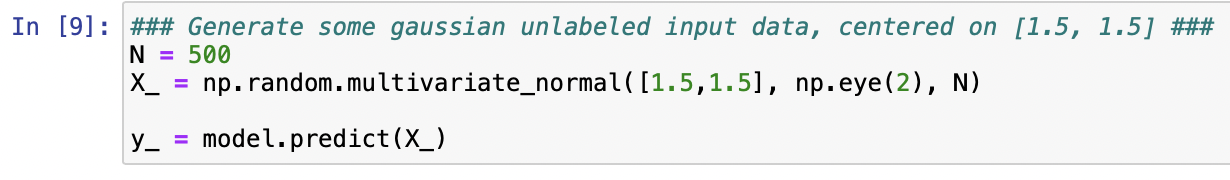 In [9]: ### Generate some gaussian unlabeled input data, centered on [1.5, 1.5] ###
N = 500
X_ = np.random.multivariate_normal([1.5,1.5], np.eye(2), N)
y_ = model.predict(X_)